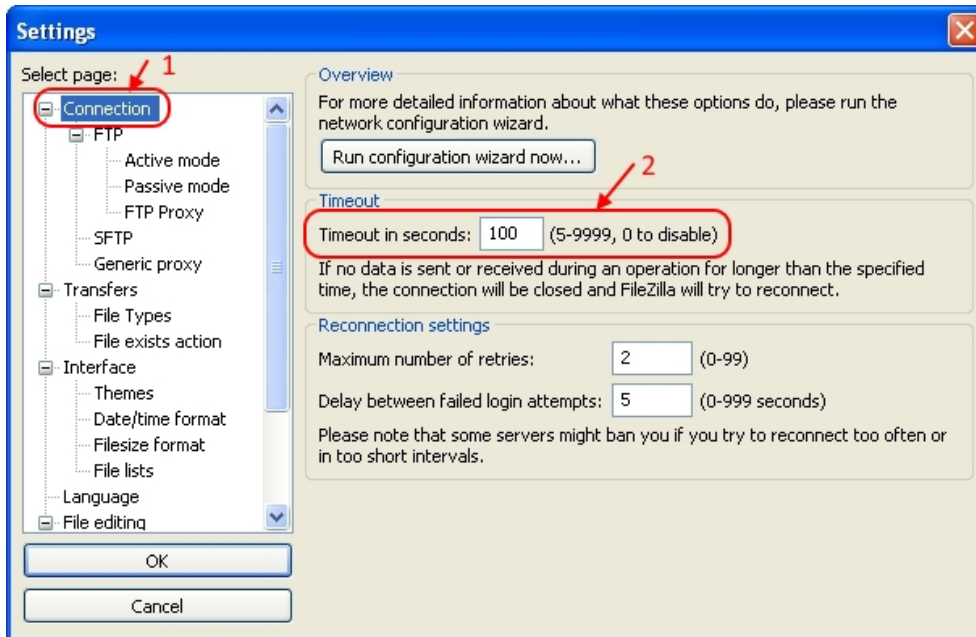 Settings
Select page:
1
Connection
FTP
Active mode
Passive mode
FTP Proxy
SFTP
Generic proxy
Transfers
File Types
File exists action
Interface
Themes
Date/time format
Filesize format
File lists
Language
File editing
OK
Cancel
Overview
For more detailed information about what these options do, please run the
network configuration wizard.
Run configuration wizard now...
2
Timeout
Timeout in seconds: 100 (5-9999, 0 to disable)
If no data is sent or received during an operation for longer than the specified
time, the connection will be closed and FileZilla will try to reconnect.
Reconnection settings
Maximum number of retries: 2 (0-99)
Delay between failed login attempts: 5 (0-999 seconds)
Please note that some servers might ban you if you try to reconnect too often or
in too short intervals.